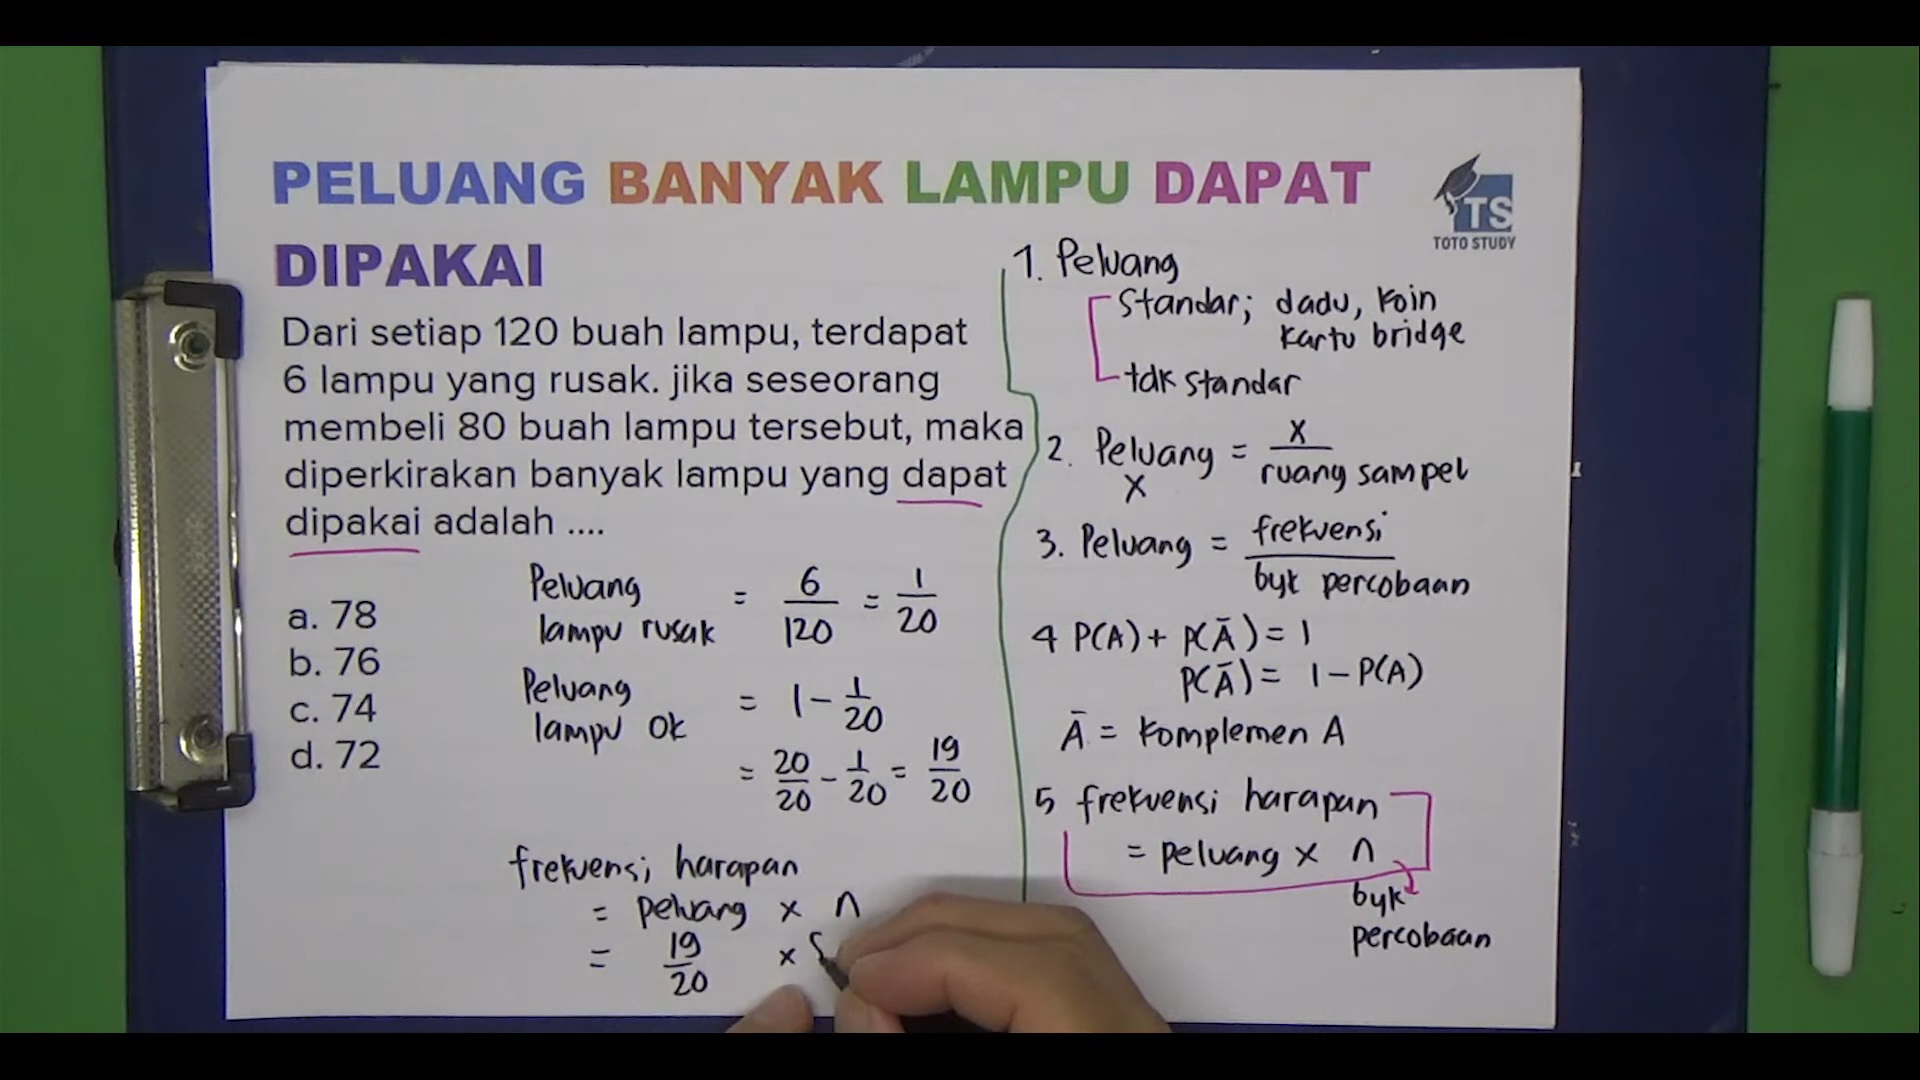 PELUANG BANYAK LAMPU DAPAT
DIPAKAI
TS
TOTO STUDY
Dari setiap 120 buah lampu, terdapat
6 lampu yang rusak. jika seseorang
membeli 80 buah lampu tersebut, maka
diperkirakan banyak lampu yang dapat
dipakai adalah ....
a. 78
b. 76
c. 74
d. 72
Peluang lampu rusak = 6/120 = 1/20
Peluang lampu ok = 1 - 1/20
= 20/20 - 1/20 = 19/20
frekuensi harapan
= peluang x n
= 19/20 x
1. Peluang
standar; dadu, koin
kartu bridge
tdk standar
2. Peluang x = x/ruang sampel
3. Peluang = frekuensi/byk percobaan
4 P(A) + P(Ā) = 1
P(Ā) = 1 - P(A)
Ā = komplemen A
5 frekuensi harapan
= peluang x n
byk
percobaan